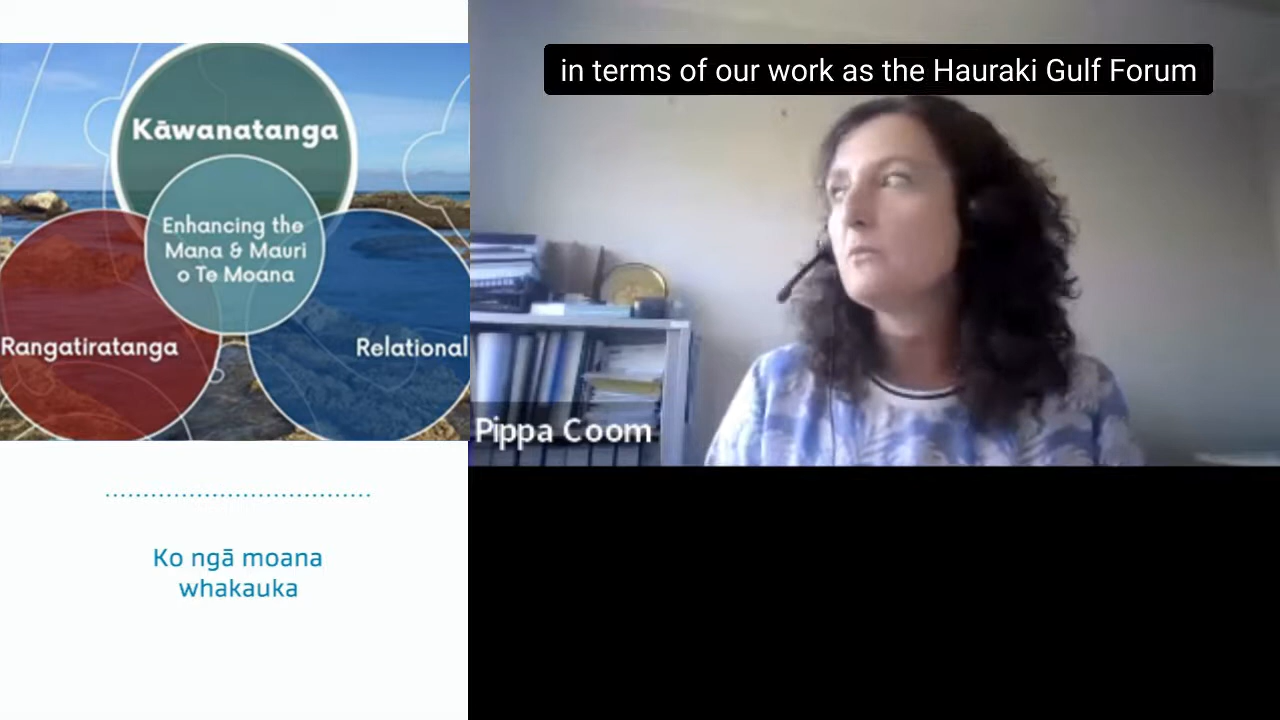 Kāwanatanga
Enhancing the
Mana & Mauri
o Te Moana
Rangatiratanga
Relational
Ko ngā moana
whakauka
in terms of our work as the Hauraki Gulf Forum
Pippa Coom